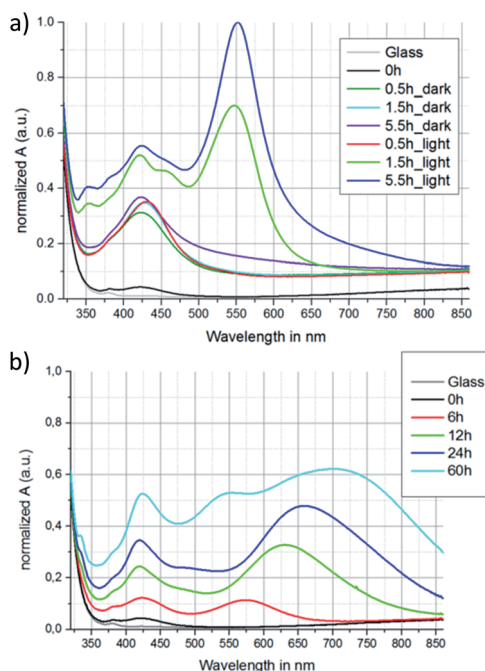 a)
normalized A (a.u.)
1.0
0.8
0.6
0.4
0.2
0.0
350 400 450 500 550 600 650 700 750 800 850
Wavelength in nm
Glass
0h
0.5h_dark
1.5h_dark
5.5h_dark
0.5h_light
1.5h_light
5.5h_light
b)
normalized A (a.u.)
1,0
0,8
0,6
0,4
0,2
0,0
350 400 450 500 550 600 650 700 750 800 850
Wavelength in nm
Glass
0h
6h
12h
24h
60h